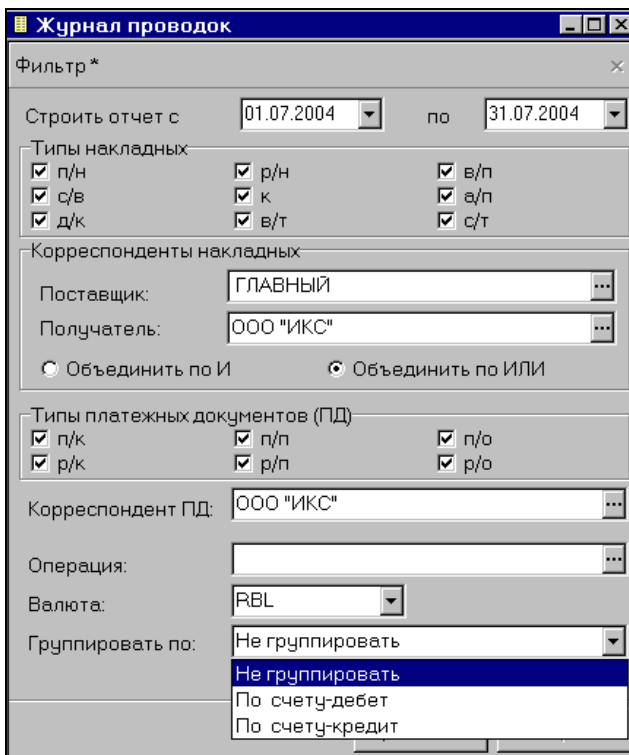 Журнал проводок
Фильтр *
Строить отчет с 01.07.2004 по 31.07.2004
Типы накладных
п/н р/н в/п
с/в к а/п
д/к в/т с/т
Корреспонденты накладных
Поставщик: ГЛАВНЫЙ
Получатель: ООО "ИКС"
Объединить по И Объединить по ИЛИ
Типы платежных документов (ПД)
п/к п/п п/о
р/к р/п р/о
Корреспондент ПД: ООО "ИКС"
Операция:
Валюта: RBL
Группировать по: Не группировать
Не группировать
По счету-дебет
По счету-кредит